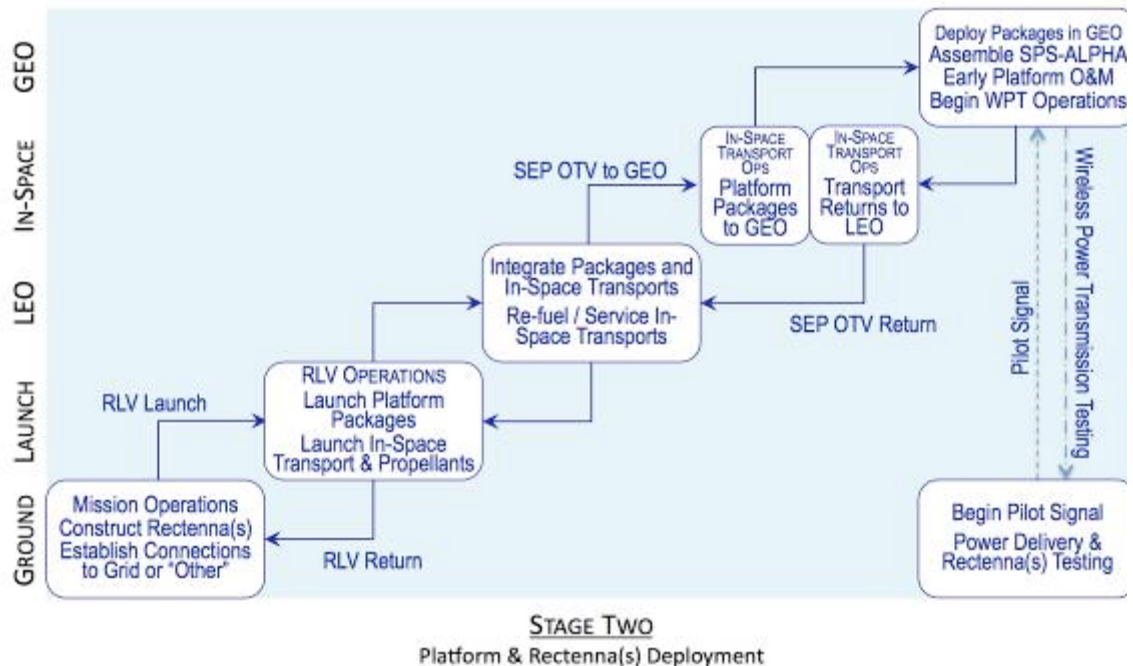 GEO
IN-SPACE
LEO
LAUNCH
GROUND
Deploy Packages in GEO
Assemble SPS-ALPHA
Early Platform O&M
Begin WPT Operations
IN-SPACE
TRANSPORT
OPS
Platform
Packages
to GEO
IN-SPACE
TRANSPORT
OPS
Transport
Returns to
LEO
SEP OTV to GEO
Integrate Packages and
In-Space Transports
Re-fuel / Service In-
Space Transports
SEP OTV Return
Pilot Signal
Wireless Power Transmission Testing
RLV Launch
RLV OPERATIONS
Launch Platform
Packages
Launch In-Space
Transport & Propellants
Mission Operations
Construct Rectenna(s)
Establish Connections
to Grid or “Other”
RLV Return
Begin Pilot Signal
Power Delivery &
Rectenna(s) Testing
STAGE TWO
Platform & Rectenna(s) Deployment